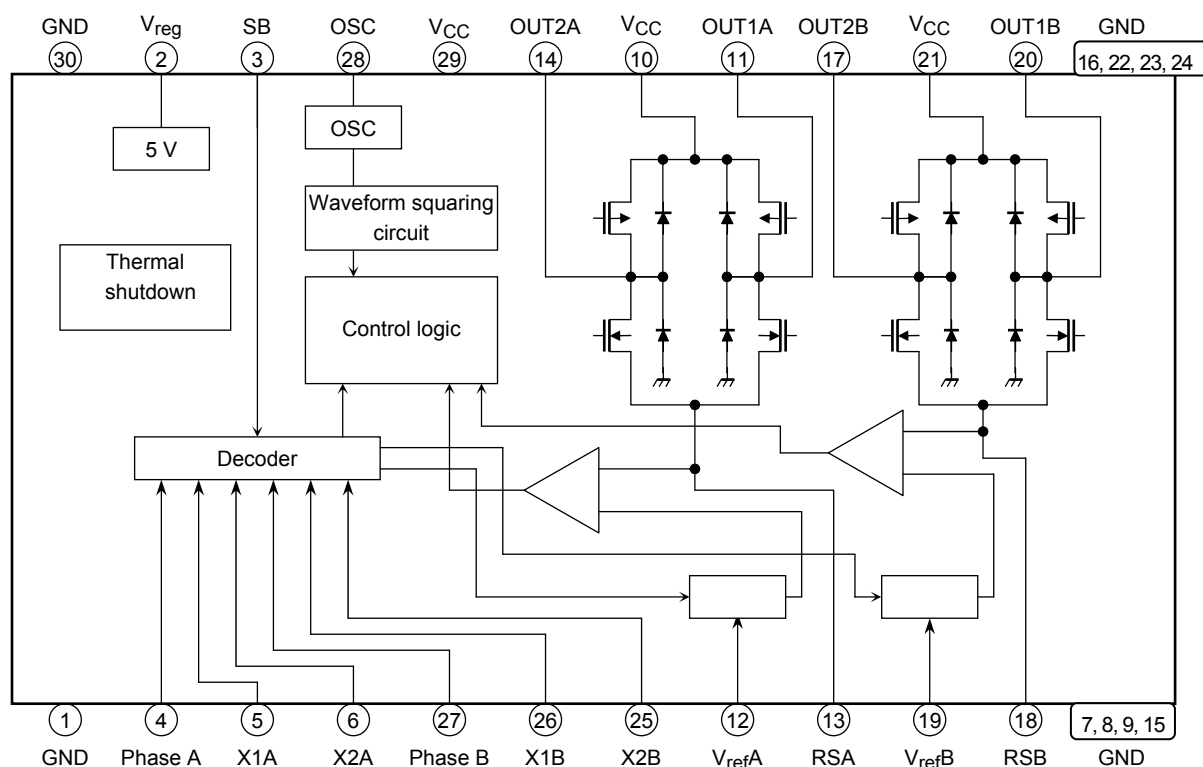 GND Vreg SB OSC VCC OUT2A VCC OUT1A OUT2B VCC OUT1B GND
30 2 3 28 29 14 10 11 17 21 20 16, 22, 23, 24
OSC
5 V
Waveform squaring
circuit
Thermal
shutdown
Control logic
Decoder
1 4 5 6 27 26 25 12 13 19 18 7, 8, 9, 15
GND Phase A X1A X2A Phase B X1B X2B VrefA RSA VrefB RSB GND